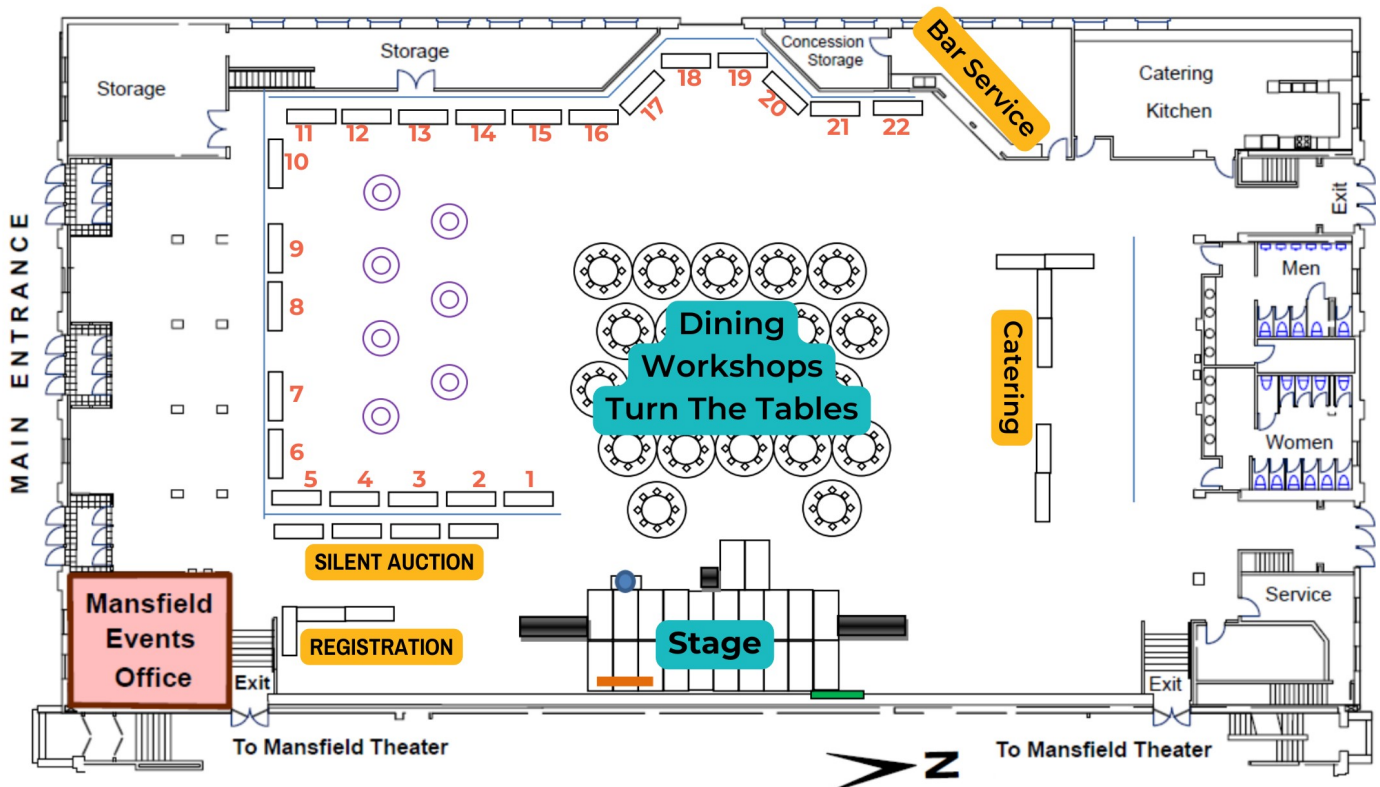 Storage
Storage
Concession
Storage
Bar Service
Catering
Kitchen
18
19
17
20
21
22
11
12
13
14
15
16
10
9
8
7
6
5
4
3
2
1
MAIN ENTRANCE
Exit
Men
Women
Dining
Workshops
Turn The Tables
Catering
SILENT AUCTION
REGISTRATION
Mansfield
Events
Office
Stage
Service
Exit
Exit
To Mansfield Theater
To Mansfield Theater
N